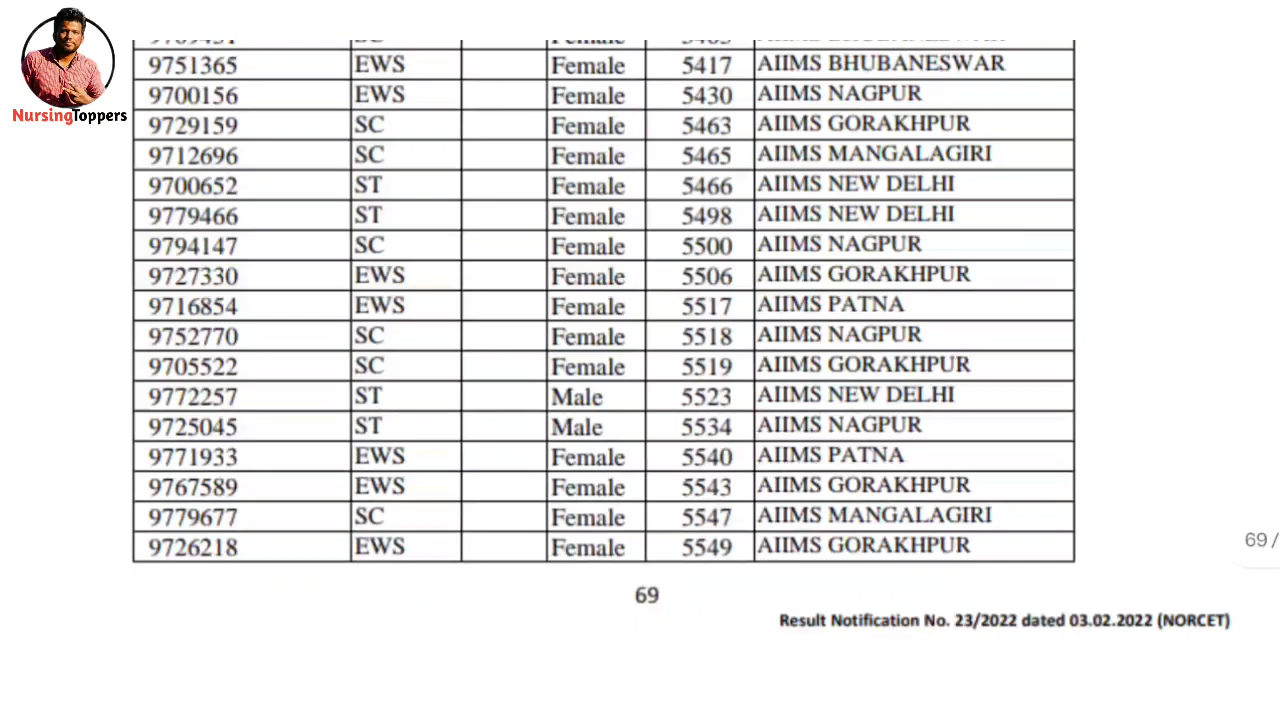 NursingToppers
9751365 EWS Female 5417 AIIMS BHUBANESWAR
9700156 EWS Female 5430 AIIMS NAGPUR
9729159 SC Female 5463 AIIMS GORAKHPUR
9712696 SC Female 5465 AIIMS MANGALAGIRI
9700652 ST Female 5466 AIIMS NEW DELHI
9779466 ST Female 5498 AIIMS NEW DELHI
9794147 SC Female 5500 AIIMS NAGPUR
9727330 EWS Female 5506 AIIMS GORAKHPUR
9716854 EWS Female 5517 AIIMS PATNA
9752770 SC Female 5518 AIIMS NAGPUR
9705522 SC Female 5519 AIIMS GORAKHPUR
9772257 ST Male 5523 AIIMS NEW DELHI
9725045 ST Male 5534 AIIMS NAGPUR
9771933 EWS Female 5540 AIIMS PATNA
9767589 EWS Female 5543 AIIMS GORAKHPUR
9779677 SC Female 5547 AIIMS MANGALAGIRI
9726218 EWS Female 5549 AIIMS GORAKHPUR
69 /
69
Result Notification No. 23/2022 dated 03.02.2022 (NORCET)